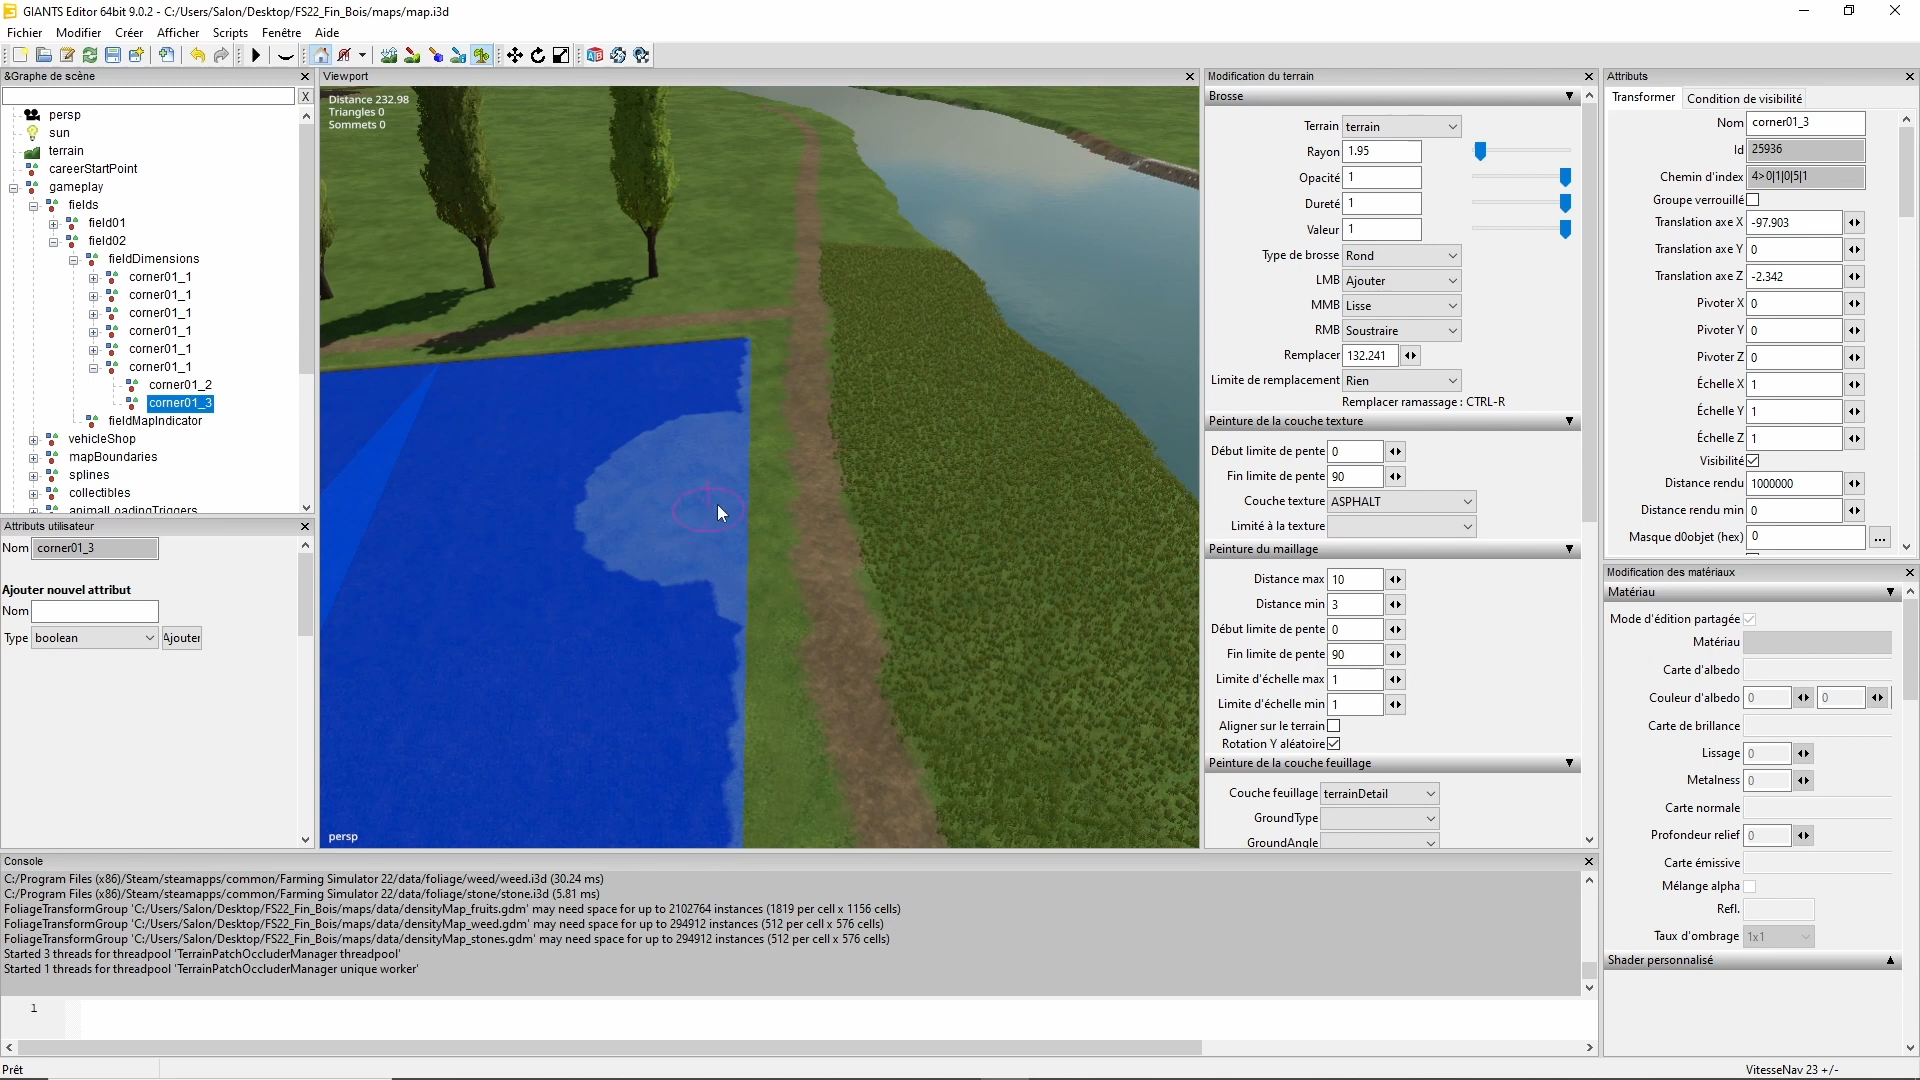 GIANTS Editor 64bit 9.0.2 - C:/Users/Salon/Desktop/FS22_Fin_Bois/maps/map.i3d
Fichier Modifier Créer Afficher Scripts Fenêtre Aide
&Graphe de scène
X
persp
sun
terrain
careerStartPoint
gameplay
fields
field01
field02
fieldDimensions
corner01_1
corner01_1
corner01_1
corner01_1
corner01_1
corner01_1
corner01_2
corner01_3
fieldMapIndicator
vehicleShop
mapBoundaries
splines
collectibles
animalLoadingTriggers
Attributs utilisateur
Nom corner01_3
Ajouter nouvel attribut
Nom
Type boolean Ajouter
Viewport
Distance 232.98
Triangles 0
Sommets 0
persp
Modification du terrain
Brosse
Terrain terrain
Rayon 1.95
Opacité 1
Dureté 1
Valeur 1
Type de brosse Rond
LMB Ajouter
MMB Lisse
RMB Soustraire
Remplacer 132.241
Limite de remplacement Rien
Remplacer ramassage : CTRL-R
Peinture de la couche texture
Début limite de pente 0
Fin limite de pente 90
Couche texture ASPHALT
Limité à la texture
Peinture du maillage
Distance max 10
Distance min 3
Début limite de pente 0
Fin limite de pente 90
Limite d'échelle max 1
Limite d'échelle min 1
Aligner sur le terrain
Rotation Y aléatoire
Peinture de la couche feuillage
Couche feuillage terrainDetail
GroundType
GroundAngle
Attributs
Transformer Condition de visibilité
Nom corner01_3
Id 25936
Chemin d'index 4>0|1|0|5|1
Groupe verrouillé
Translation axe X -97.903
Translation axe Y 0
Translation axe Z -2.342
Pivoter X 0
Pivoter Y 0
Pivoter Z 0
Échelle X 1
Échelle Y 1
Échelle Z 1
Visibilité
Distance rendu 1000000
Distance rendu min 0
Masque d0objet (hex) 0 ...
Modification des matériaux
Matériau
Mode d'édition partagée
Matériau
Carte d'albedo
Couleur d'albedo 0 0
Carte de brillance
Lissage 0
Metalness 0
Carte normale
Profondeur relief 0
Carte émissive
Mélange alpha
Refl.
Taux d'ombrage 1x1
Shader personnalisé
Console
C:/Program Files (x86)/Steam/steamapps/common/Farming Simulator 22/data/foliage/weed/weed.i3d (30.24 ms)
C:/Program Files (x86)/Steam/steamapps/common/Farming Simulator 22/data/foliage/stone/stone.i3d (5.81 ms)
FoliageTransformGroup 'C:/Users/Salon/Desktop/FS22_Fin_Bois/maps/data/densityMap_fruits.gdm' may need space for up to 2102764 instances (1819 per cell x 1156 cells)
FoliageTransformGroup 'C:/Users/Salon/Desktop/FS22_Fin_Bois/maps/data/densityMap_weed.gdm' may need space for up to 294912 instances (512 per cell x 576 cells)
FoliageTransformGroup 'C:/Users/Salon/Desktop/FS22_Fin_Bois/maps/data/densityMap_stones.gdm' may need space for up to 294912 instances (512 per cell x 576 cells)
Started 3 threads for threadpool 'TerrainPatchOccluderManager threadpool'
Started 1 threads for threadpool 'TerrainPatchOccluderManager unique worker'
1
Prêt
VitesseNav 23 +/-